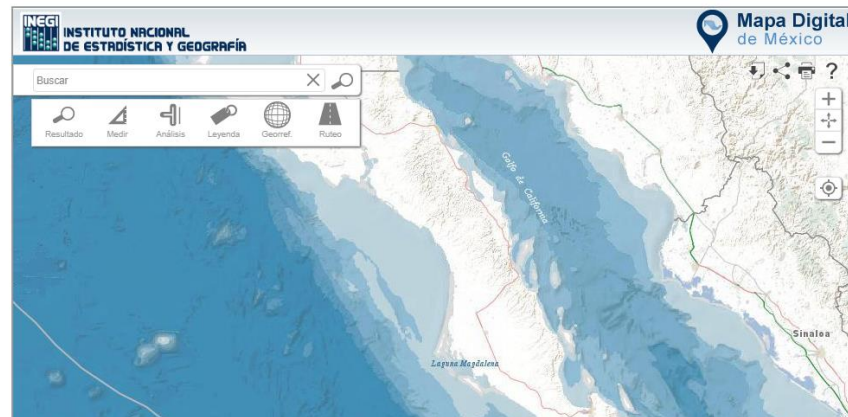 INEGI
INSTITUTO NACIONAL
DE ESTADÍSTICA Y GEOGRAFÍA
Mapa Digital
de México
Buscar
Resultado
Medir
Análisis
Leyenda
Georref.
Ruteo
Golfo de California
Sinaloa
Laguna Magdalena